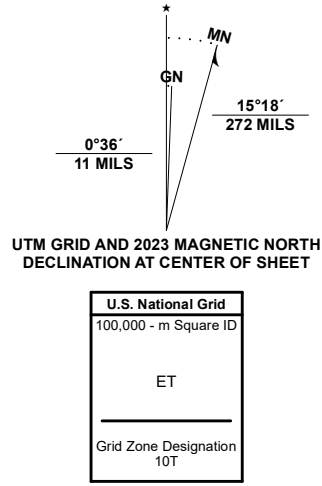 MN
GN
15°18´
272 MILS
0°36´
11 MILS
UTM GRID AND 2023 MAGNETIC NORTH
DECLINATION AT CENTER OF SHEET
U.S. National Grid
100,000 - m Square ID
ET
Grid Zone Designation
10T